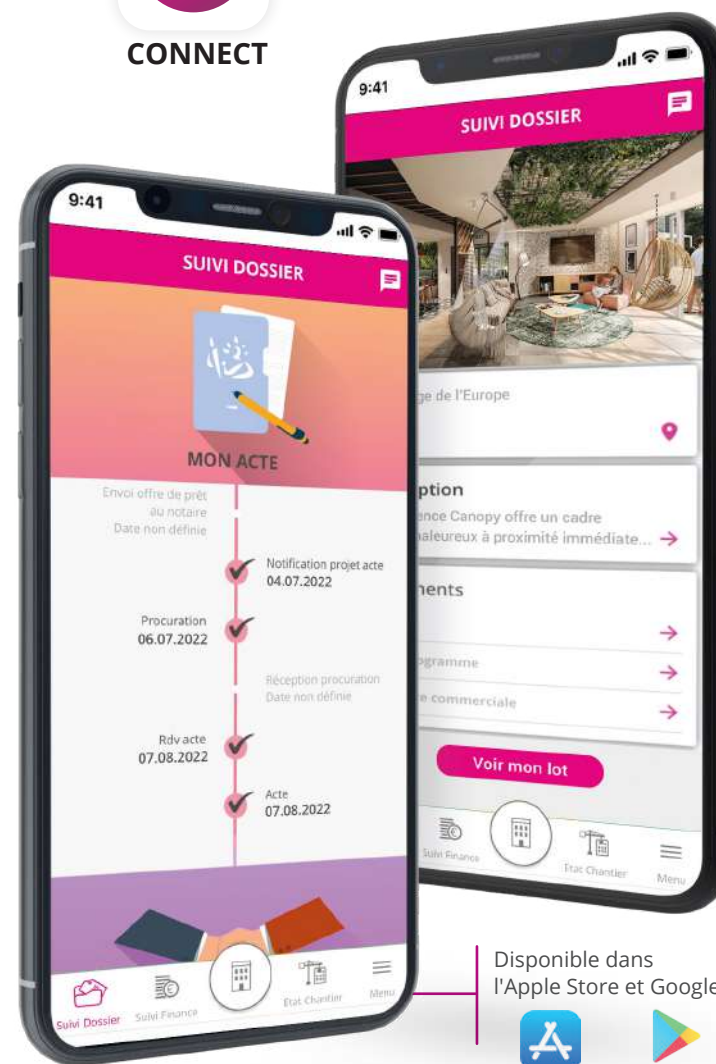 CONNECT
9:41
SUIVI DOSSIER
MON ACTE
Envoi offre de prêt
au notaire
Date non définie
Notification projet acte
04.07.2022
Procuration
06.07.2022
Réception procuration
Date non définie
Rdv acte
07.08.2022
Acte
07.08.2022
Suivi Dossier
Suivi Finance
Etat Chantier
Menu
9:41
SUIVI DOSSIER
ge de l'Europe
ption
ence Canopy offre un cadre
aleureux à proximité immédiate...
nents
ogramme
e commerciale
Voir mon lot
Suivi Finance
Etat Chantier
Menu
Disponible dans
l'Apple Store et Google